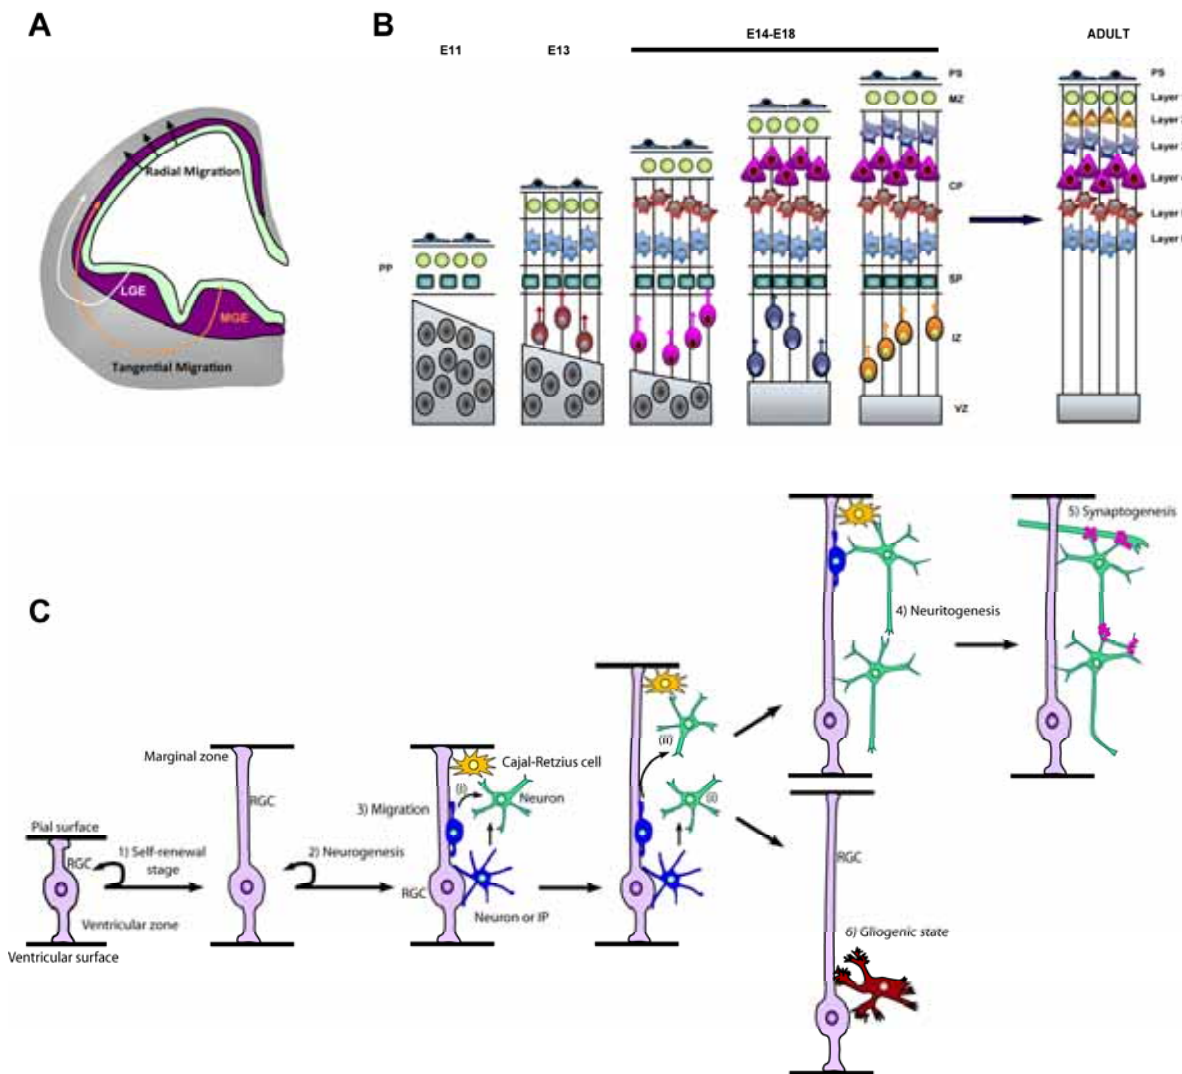 A
Radial Migration
LGE
MGE
Tangential Migration
B
E11
E13
E14-E18
ADULT
PP
PS
MZ
CP
SP
IZ
VZ
PS
Layer
Layer
Layer
Layer
Layer
Layer
C
Pial surface
RGC
1) Self-renewal
stage
Ventricular zone
Ventricular surface
Marginal zone
RGC
2) Neurogenesis
3) Migration
(i)
Cajal-Retzius cell
Neuron
RGC
Neuron or IP
(ii)
(i)
4) Neuritogenesis
5) Synaptogenesis
RGC
6) Gliogenic state